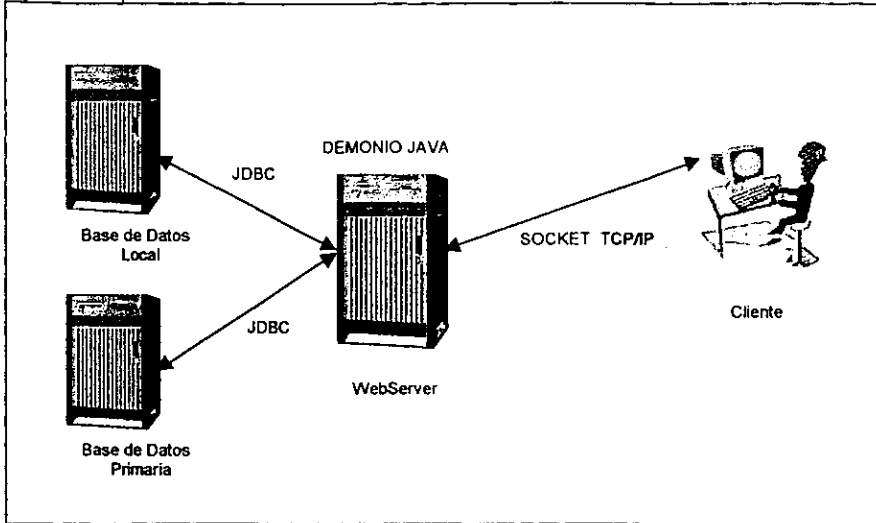 JDBC
DEMONIO JAVA
Base de Datos
Local
SOCKET TCP/IP
JDBC
Cliente
WebServer
Base de Datos
Primaria